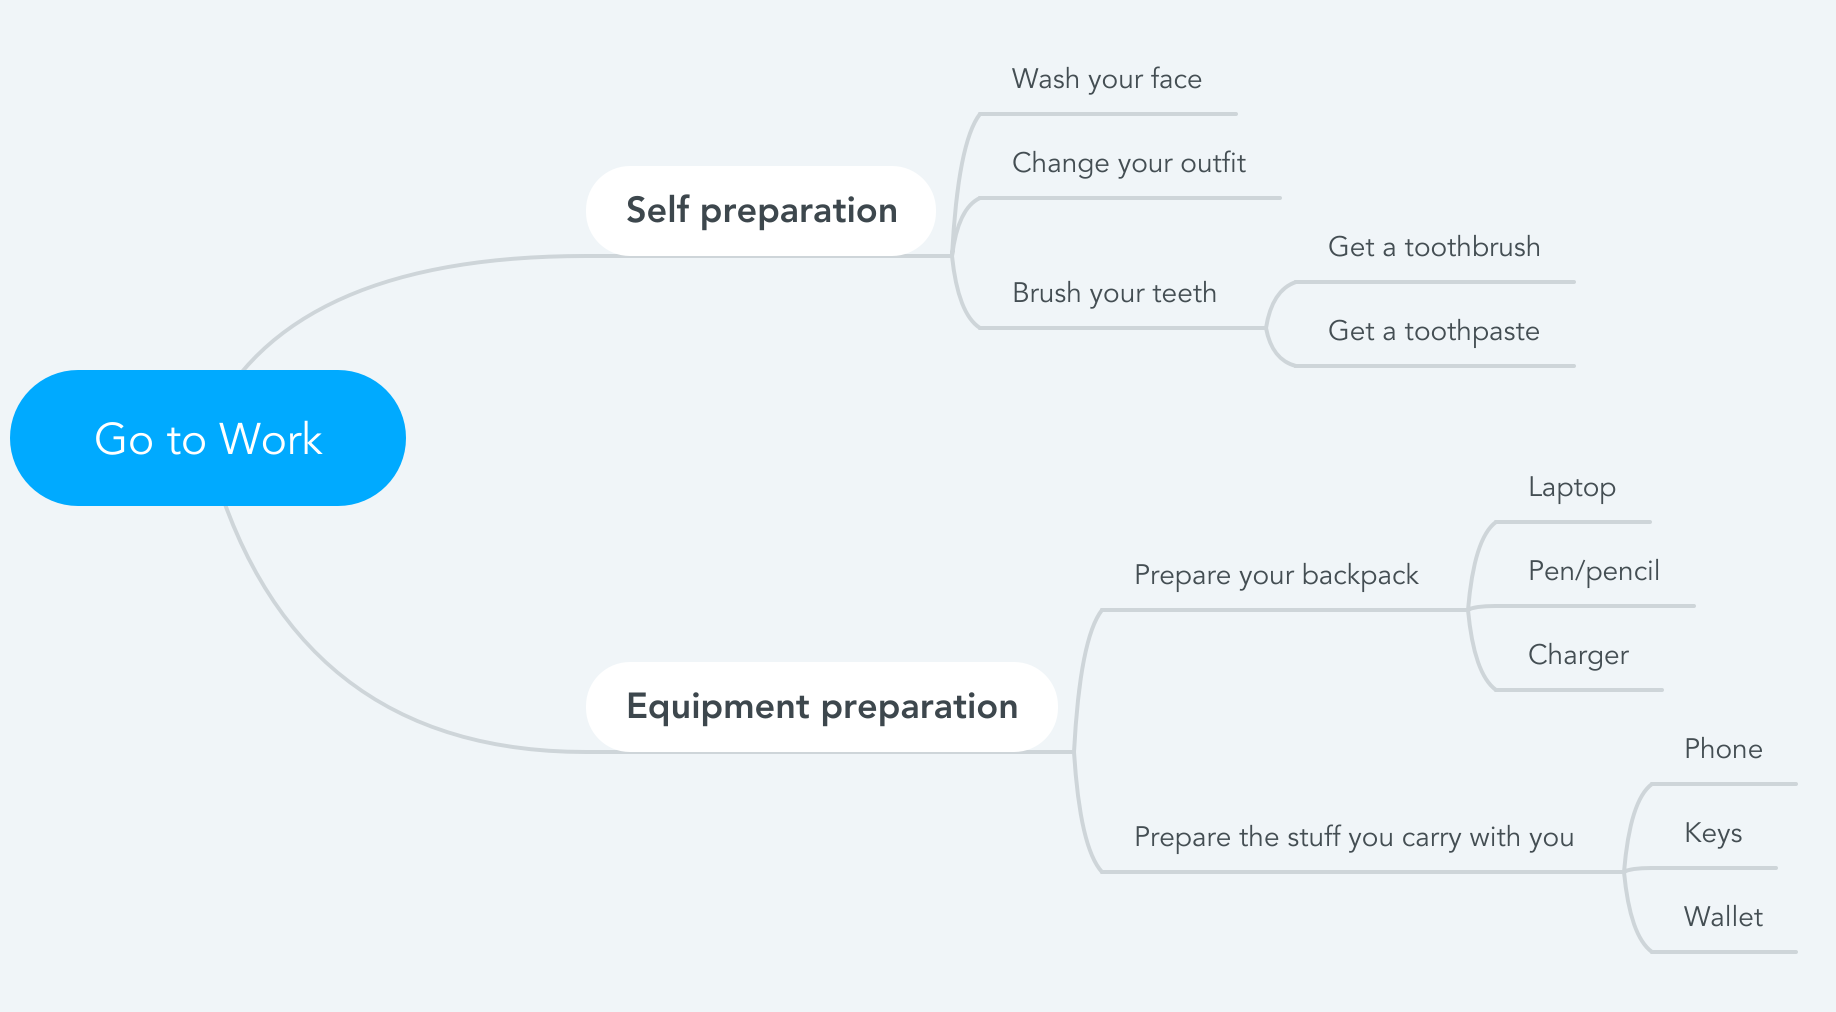 Go to Work
Self preparation
Wash your face
Change your outfit
Brush your teeth
Get a toothbrush
Get a toothpaste
Equipment preparation
Prepare your backpack
Laptop
Pen/pencil
Charger
Prepare the stuff you carry with you
Phone
Keys
Wallet